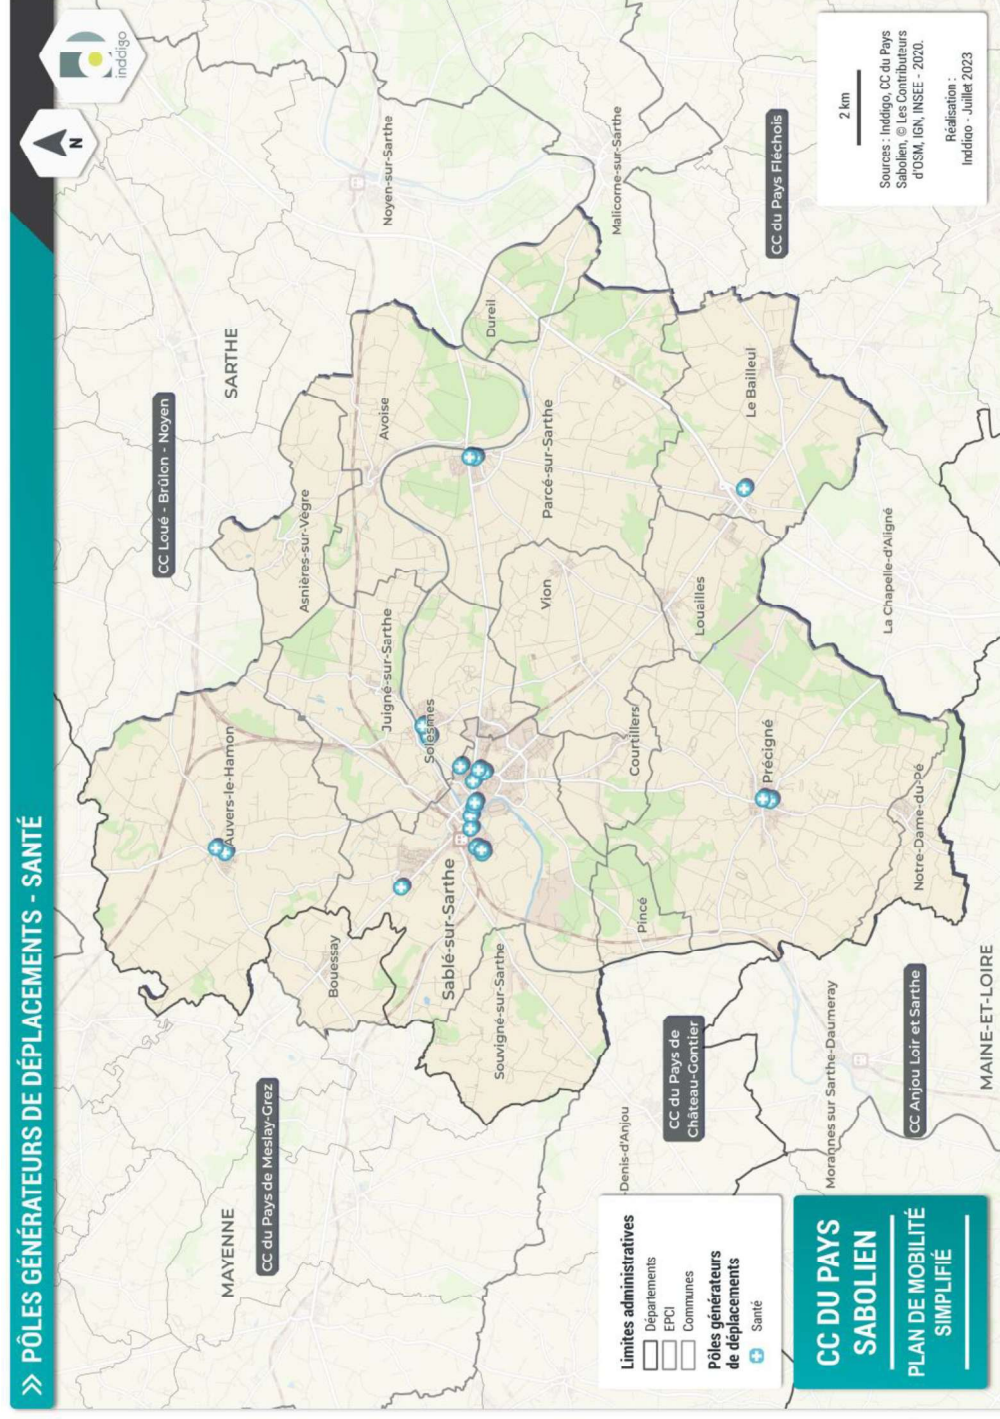 >> PÔLES GÉNÉRATEURS DE DÉPLACEMENTS - SANTÉ
inddigo
N
MAYENNE
SARTHE
MAINE-ET-LOIRE
CC du Pays de Meslay-Grez
CC Loué - Brûlon - Noyen
CC du Pays Fléchois
CC du Pays de
Château-Gontier
CC Anjou Loir et Sarthe
Auvers-le-Hamon
Bouessay
Asnières-sur-Vègre
Avoise
Noyen-sur-Sarthe
Juigné-sur-Sarthe
Solesmes
Sablé-sur-Sarthe
Souvigné-sur-Sarthe
Dureil
Malicorne-sur-Sarthe
Parcé-sur-Sarthe
Vion
Courtillers
Pincé
Louailles
Le Bailleul
Précigné
Notre-Dame-du-Pé
La Chapelle-d'Aligné
-Denis-d'Anjou
Morannes sur Sarthe-Daumeray
Limites administratives
Départements
EPCI
Communes
Pôles générateurs
de déplacements
Santé
CC DU PAYS
SABOLIEN
PLAN DE MOBILITÉ
SIMPLIFIÉ
2 km
Sources : Inddigo, CC du Pays
Sabolien, © Les Contributeurs
d'OSM, IGN, INSEE - 2020.
Réalisation :
Inddigo - Juillet 2023